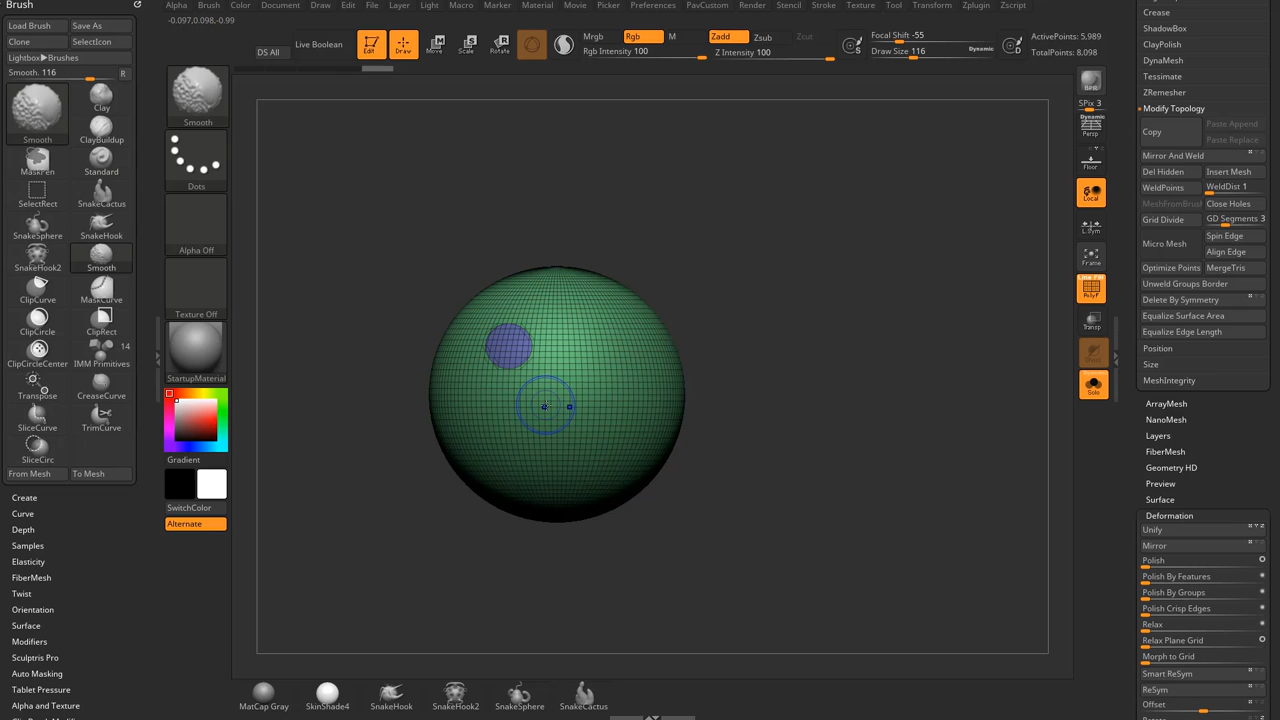 Brush
Alpha Brush Color Document Draw Edit File Layer Light Macro Marker Material Movie Picker Preferences PavCustom Render Stencil Stroke Texture Tool Transform Zplugin Zscript
-0.097,0.098,-0.99
Load Brush Save As
Clone SelectIcon
Lightbox▶Brushes
Smooth. 116 R
Smooth
Clay
ClayBuildup
MaskPen Standard
SelectRect SnakeCactus
SnakeSphere SnakeHook
SnakeHook2 Smooth
ClipCurve MaskCurve
ClipCircle ClipRect
14
ClipCircleCenter IMM Primitives
Transpose CreaseCurve
SliceCurve TrimCurve
SliceCirc
From Mesh To Mesh
Create
Curve
Depth
Samples
Elasticity
FiberMesh
Twist
Orientation
Surface
Modifiers
Sculptris Pro
Auto Masking
Tablet Pressure
Alpha and Texture
DS All
Live Boolean
Edit Draw Move Scale Rotate
Mrgb Rgb M
Rgb Intensity 100
Zadd Zsub Zcut
Z Intensity 100
S
Focal Shift -55
Draw Size 116 Dynamic
D
ActivePoints: 5,989
TotalPoints: 8,098
Smooth
Dots
Alpha Off
Texture Off
StartupMaterial
Gradient
SwitchColor
Alternate
BPR
SPix 3
Dynamic
Persp
Floor
Local
L.Sym
Frame
Line Fill
PolyF
Transp
Solo
MatCap Gray SkinShade4 SnakeHook SnakeHook2 SnakeSphere SnakeCactus
Crease
ShadowBox
ClayPolish
DynaMesh
Tessimate
ZRemesher
Modify Topology
Copy Paste Append
Paste Replace
Mirror And Weld
Del Hidden Insert Mesh
WeldPoints WeldDist 1
MeshFromBrush Close Holes
Grid Divide GD Segments 3
Micro Mesh Spin Edge
Align Edge
Optimize Points MergeTris
Unweld Groups Border
Delete By Symmetry
Equalize Surface Area
Equalize Edge Length
Position
Size
MeshIntegrity
ArrayMesh
NanoMesh
Layers
FiberMesh
Geometry HD
Preview
Surface
Deformation
Unify
Mirror
Polish
Polish By Features
Polish By Groups
Polish Crisp Edges
Relax
Relax Plane Grid
Morph to Grid
Smart ReSym
ReSym
Offset